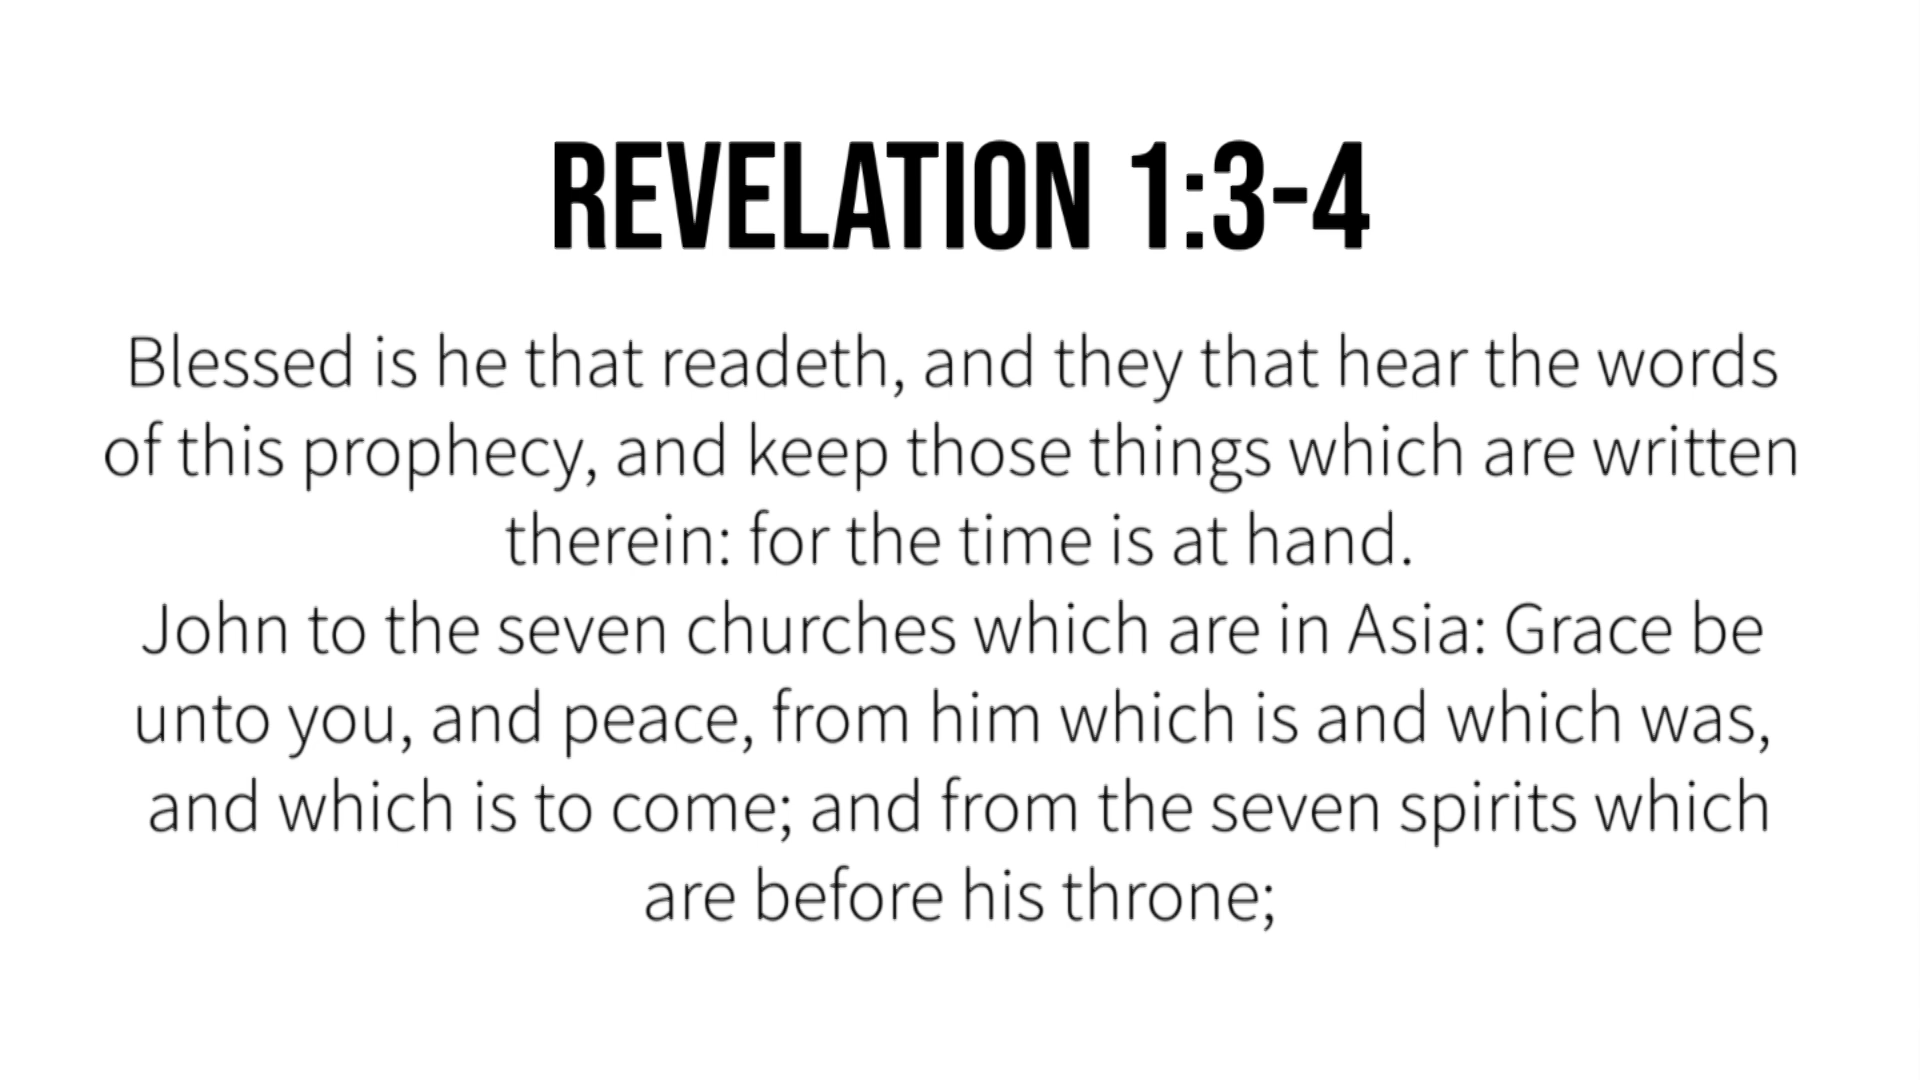 REVELATION 1:3-4
Blessed is he that readeth, and they that hear the words
of this prophecy, and keep those things which are written
therein: for the time is at hand.
John to the seven churches which are in Asia: Grace be
unto you, and peace, from him which is and which was,
and which is to come; and from the seven spirits which
are before his throne;